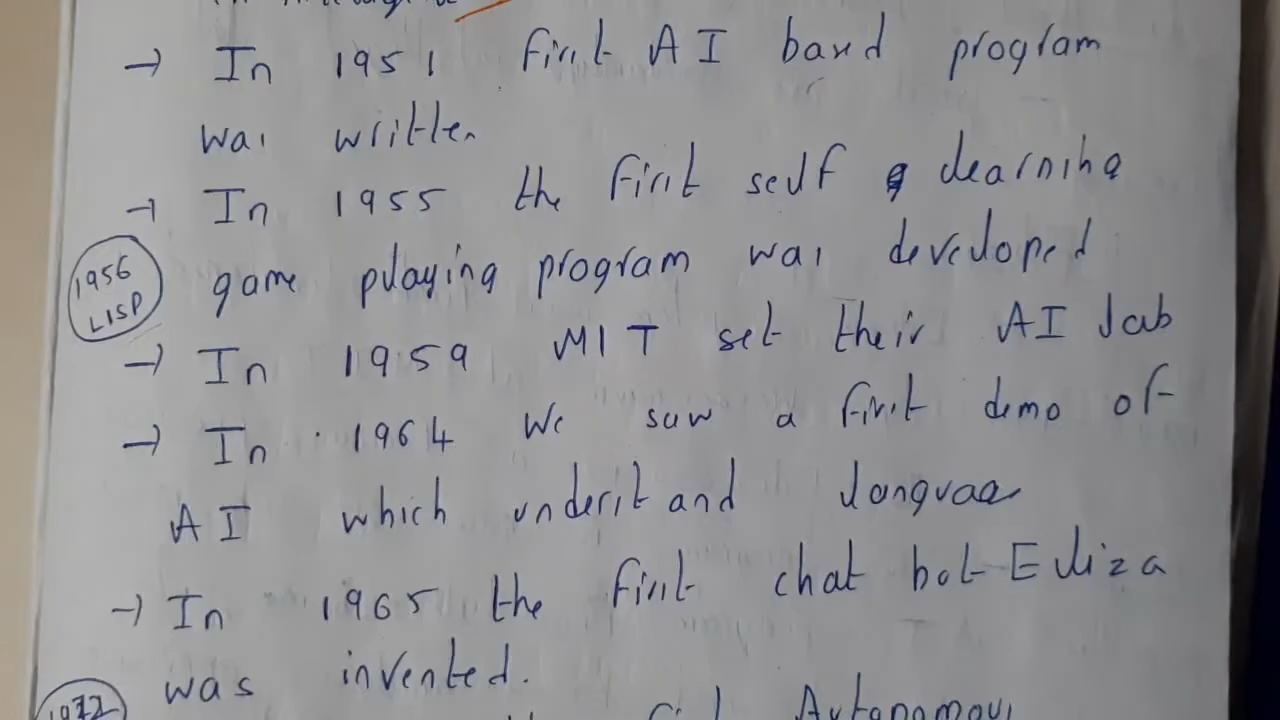 → In 1951 first AI based program
was written
→ In 1955 the first self learning
game playing program was developed
1956
LISP
→ In 1959 MIT set their AI lab
→ In 1964 We saw a first demo of
AI which understand language
→ In 1965 the first chat bot Eliza
was invented.
Autonomous